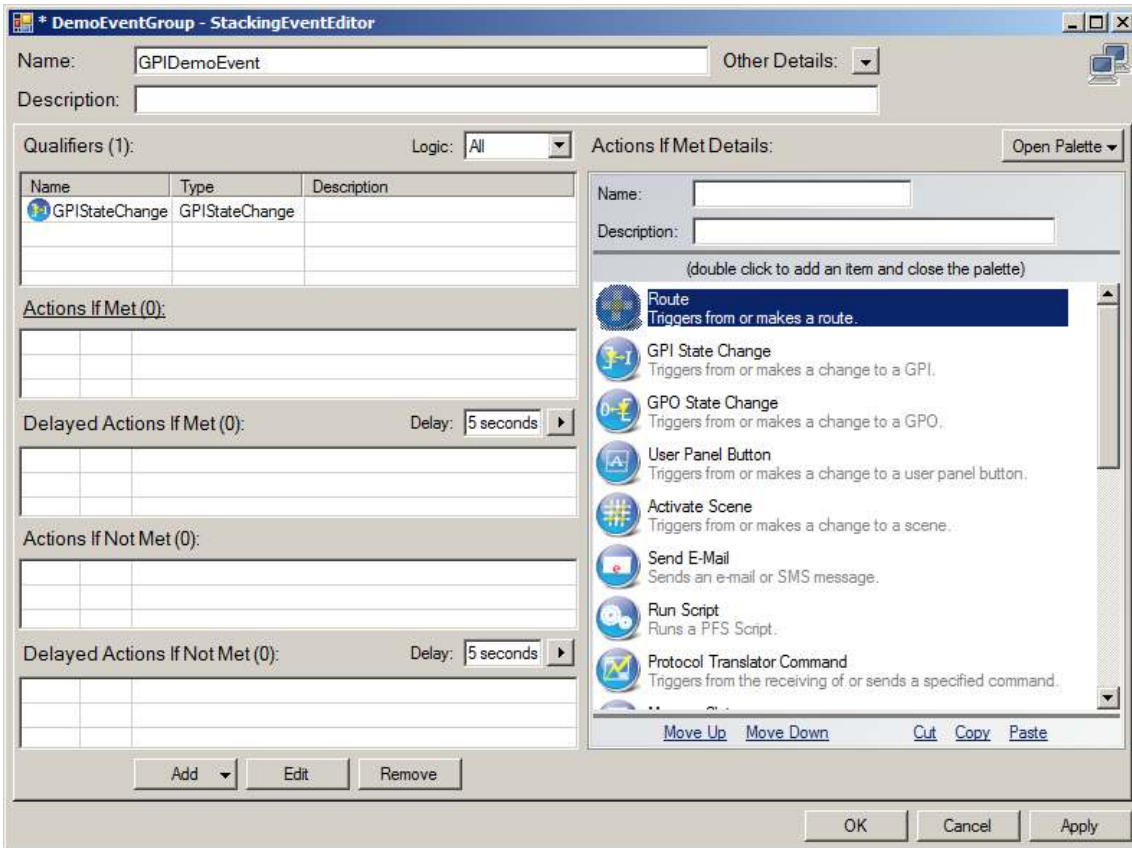 * DemoEventGroup - StackingEventEditor
Name: GPIDemoEvent Other Details:
Description:
Qualifiers (1): Logic: All
Name Type Description
GPIStateChange GPIStateChange
Actions If Met (0):
Delayed Actions If Met (0): Delay: 5 seconds
Actions If Not Met (0):
Delayed Actions If Not Met (0): Delay: 5 seconds
Add Edit Remove
Actions If Met Details: Open Palette
Name:
Description:
(double click to add an item and close the palette)
Route
Triggers from or makes a route.
GPI State Change
Triggers from or makes a change to a GPI.
GPO State Change
Triggers from or makes a change to a GPO.
User Panel Button
Triggers from or makes a change to a user panel button.
Activate Scene
Triggers from or makes a change to a scene.
Send E-Mail
Sends an e-mail or SMS message.
Run Script
Runs a PFS Script.
Protocol Translator Command
Triggers from the receiving of or sends a specified command.
Move Up Move Down Cut Copy Paste
OK Cancel Apply